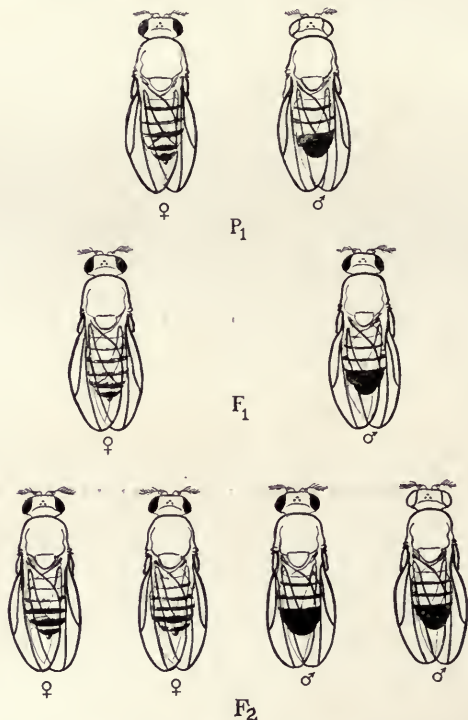 ♀ ♂
P₁
♀ F₁ ♂
♀ ♀ ♂ ♂
F₂